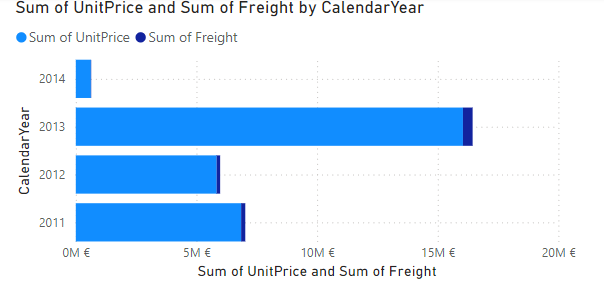 Sum of UnitPrice and Sum of Freight by CalendarYear
Sum of UnitPrice Sum of Freight
2014
2013
2012
2011
CalendarYear
0M € 5M € 10M € 15M € 20M €
Sum of UnitPrice and Sum of Freight